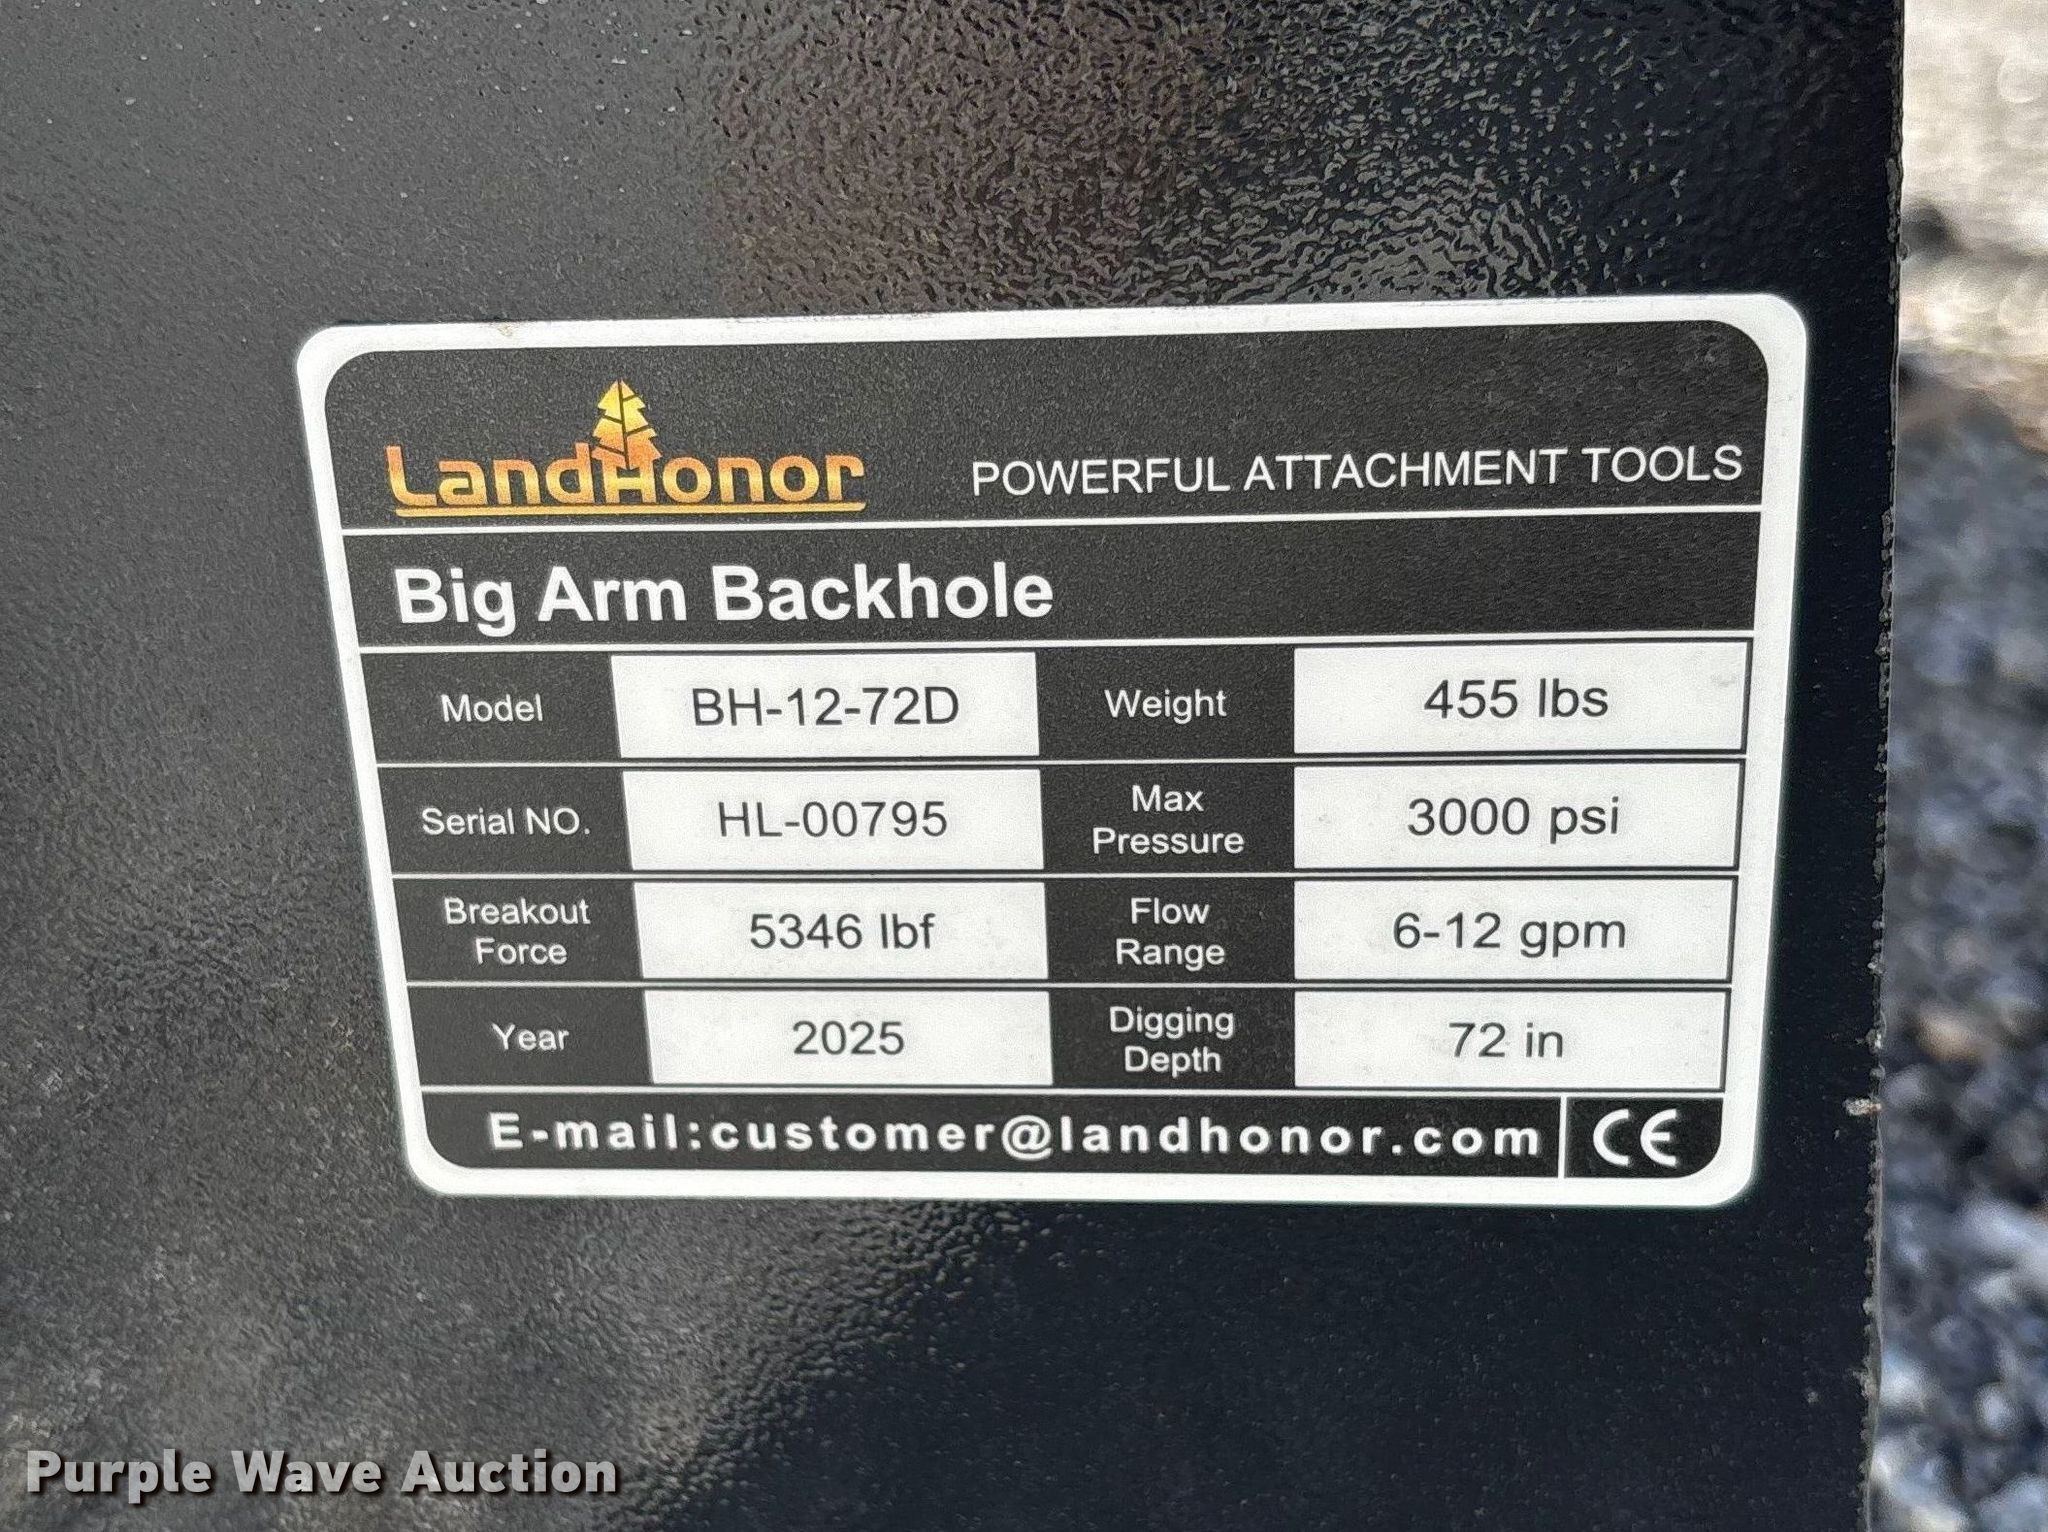 LandHonor
POWERFUL ATTACHMENT TOOLS
Big Arm Backhole
Model BH-12-72D Weight 455 lbs
Serial NO. HL-00795 Max Pressure 3000 psi
Breakout Force 5346 lbf Flow Range 6-12 gpm
Year 2025 Digging Depth 72 in
E-mail:customer@landhonor.com CE
Purple Wave Auction